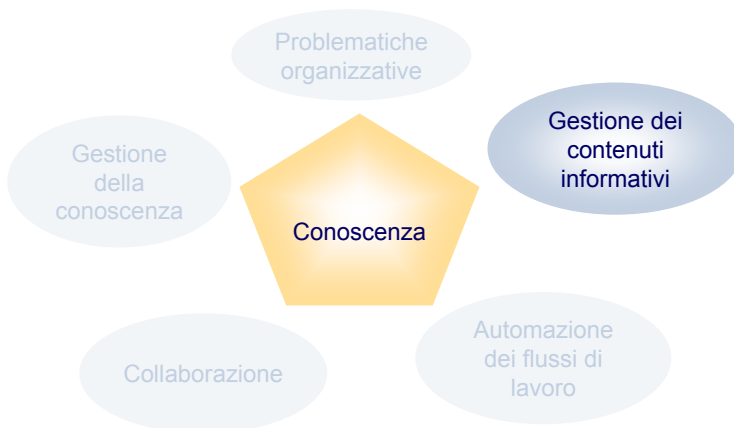 Problematiche
organizzative
Gestione dei
contenuti
informativi
Gestione
della
conoscenza
Conoscenza
Automazione
dei flussi di
lavoro
Collaborazione